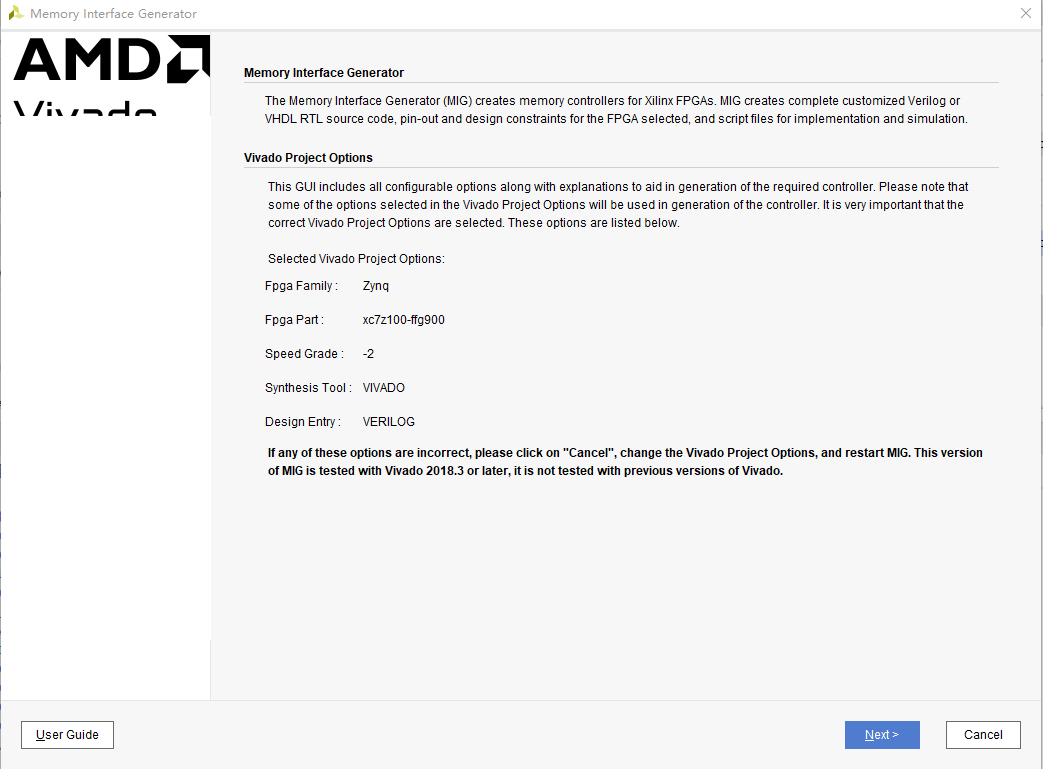 Memory Interface Generator
AMD
Vivado
Memory Interface Generator
The Memory Interface Generator (MIG) creates memory controllers for Xilinx FPGAs. MIG creates complete customized Verilog or
VHDL RTL source code, pin-out and design constraints for the FPGA selected, and script files for implementation and simulation.
Vivado Project Options
This GUI includes all configurable options along with explanations to aid in generation of the required controller. Please note that
some of the options selected in the Vivado Project Options will be used in generation of the controller. It is very important that the
correct Vivado Project Options are selected. These options are listed below.
Selected Vivado Project Options:
Fpga Family : Zynq
Fpga Part : xc7z100-ffg900
Speed Grade : -2
Synthesis Tool : VIVADO
Design Entry : VERILOG
If any of these options are incorrect, please click on "Cancel", change the Vivado Project Options, and restart MIG. This version
of MIG is tested with Vivado 2018.3 or later, it is not tested with previous versions of Vivado.
User Guide Next > Cancel